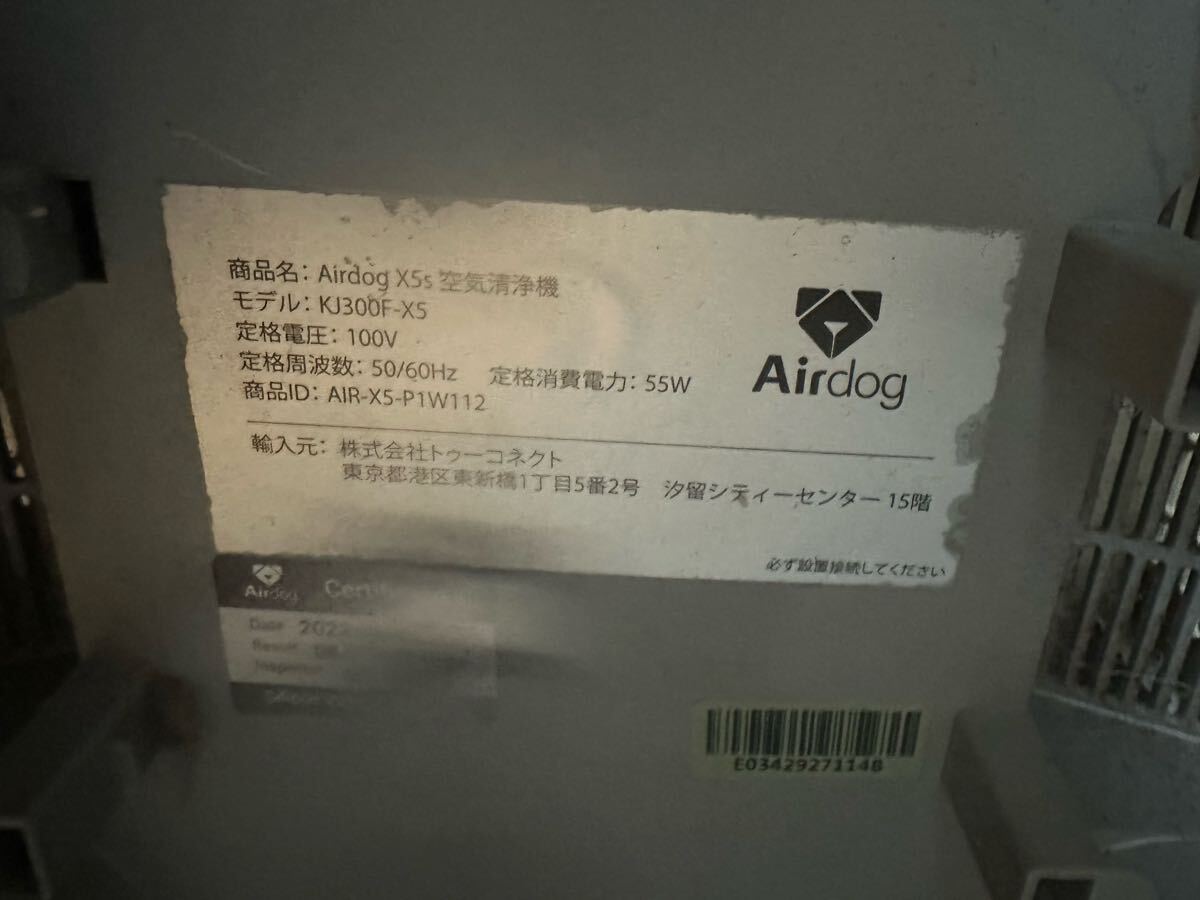 商品名：Airdog X5s 空気清浄機
モデル：KJ300F-X5
定格電圧：100V
定格周波数：50/60Hz 定格消費電力：55W
商品ID：AIR-X5-P1W112
Airdog
輸入元：株式会社トゥーコネクト
東京都港区東新橋1丁目5番2号 汐留シティーセンター 15階
必ず設置接続してください
Airdog
Date
Result
Inspector
E03429271148